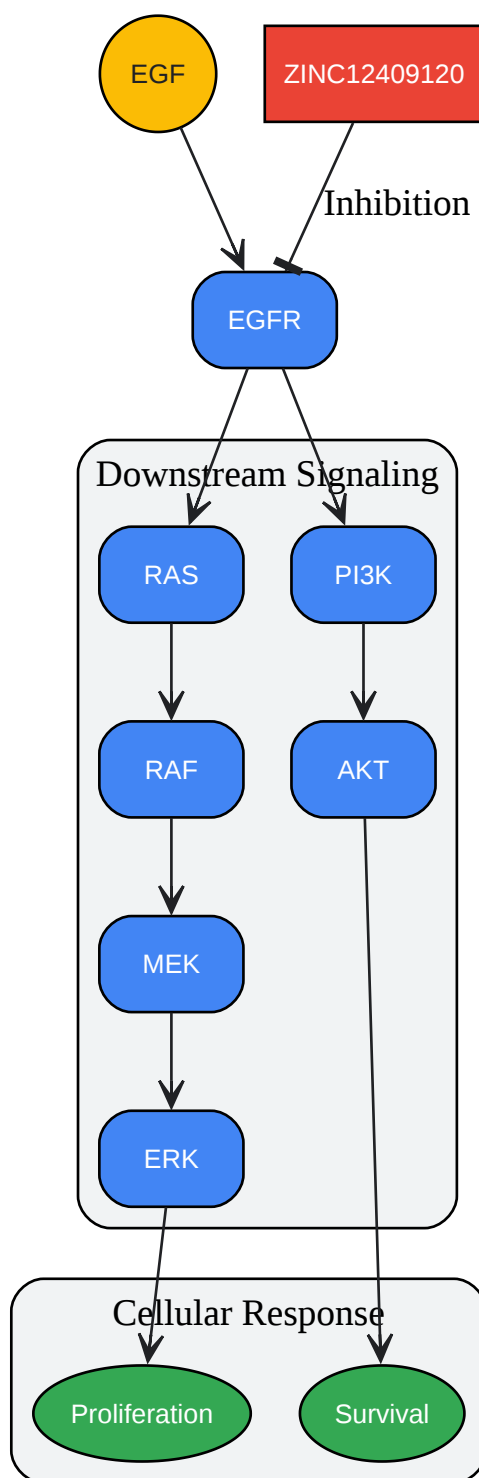 EGF
ZINC12409120
Inhibition
EGFR
Downstream Signaling
RAS
PI3K
RAF
AKT
MEK
ERK
Cellular Response
Proliferation
Survival